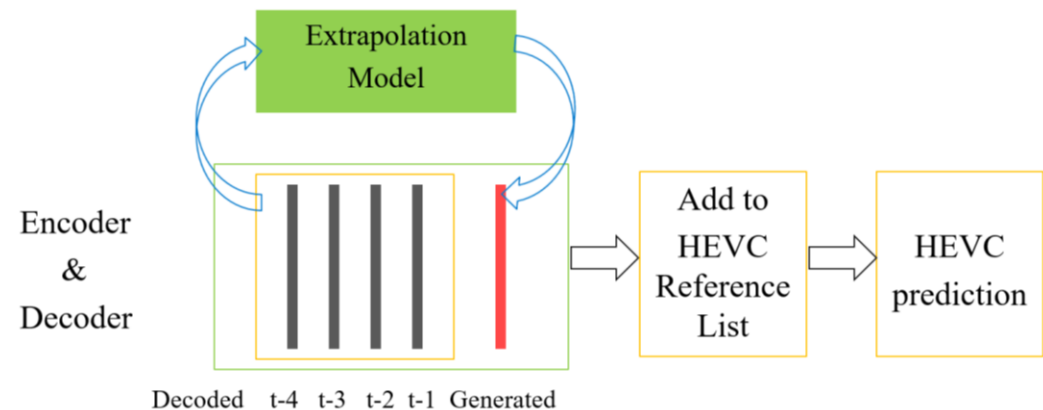 Extrapolation
Model
Encoder
&
Decoder
Add to
HEVC
Reference
List
HEVC
prediction
Decoded t-4 t-3 t-2 t-1 Generated